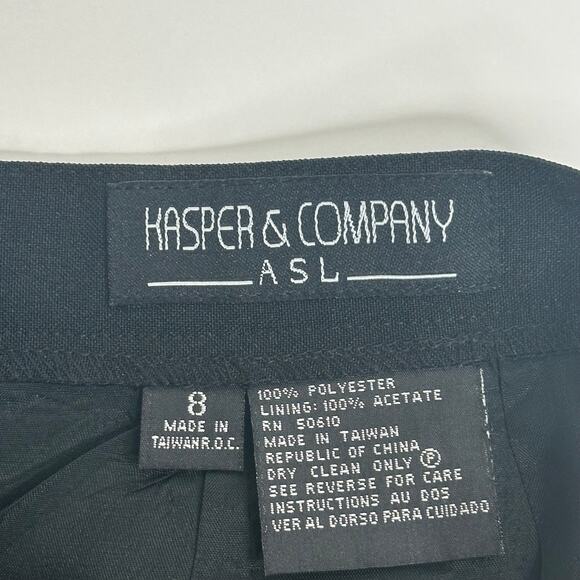 KASPER & COMPANY
ASL
8
MADE IN
TAIWAN R.O.C.
100% POLYESTER
LINING: 100% ACETATE
RN 50610
MADE IN TAIWAN
REPUBLIC OF CHINA
DRY CLEAN ONLY Ⓟ
SEE REVERSE FOR CARE
INSTRUCTIONS AU DOS
VER AL DORSO PARA CUIDADO